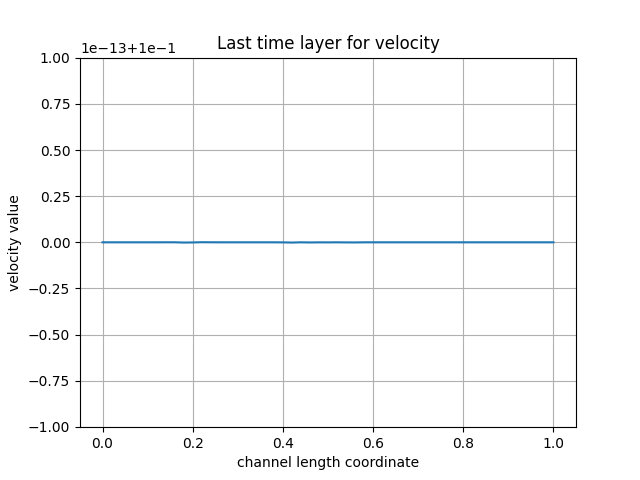 Last time layer for velocity
1e−13+1e−1
1.00
0.75
0.50
0.25
0.00
−0.25
−0.50
−0.75
−1.00
velocity value
0.0 0.2 0.4 0.6 0.8 1.0
channel length coordinate